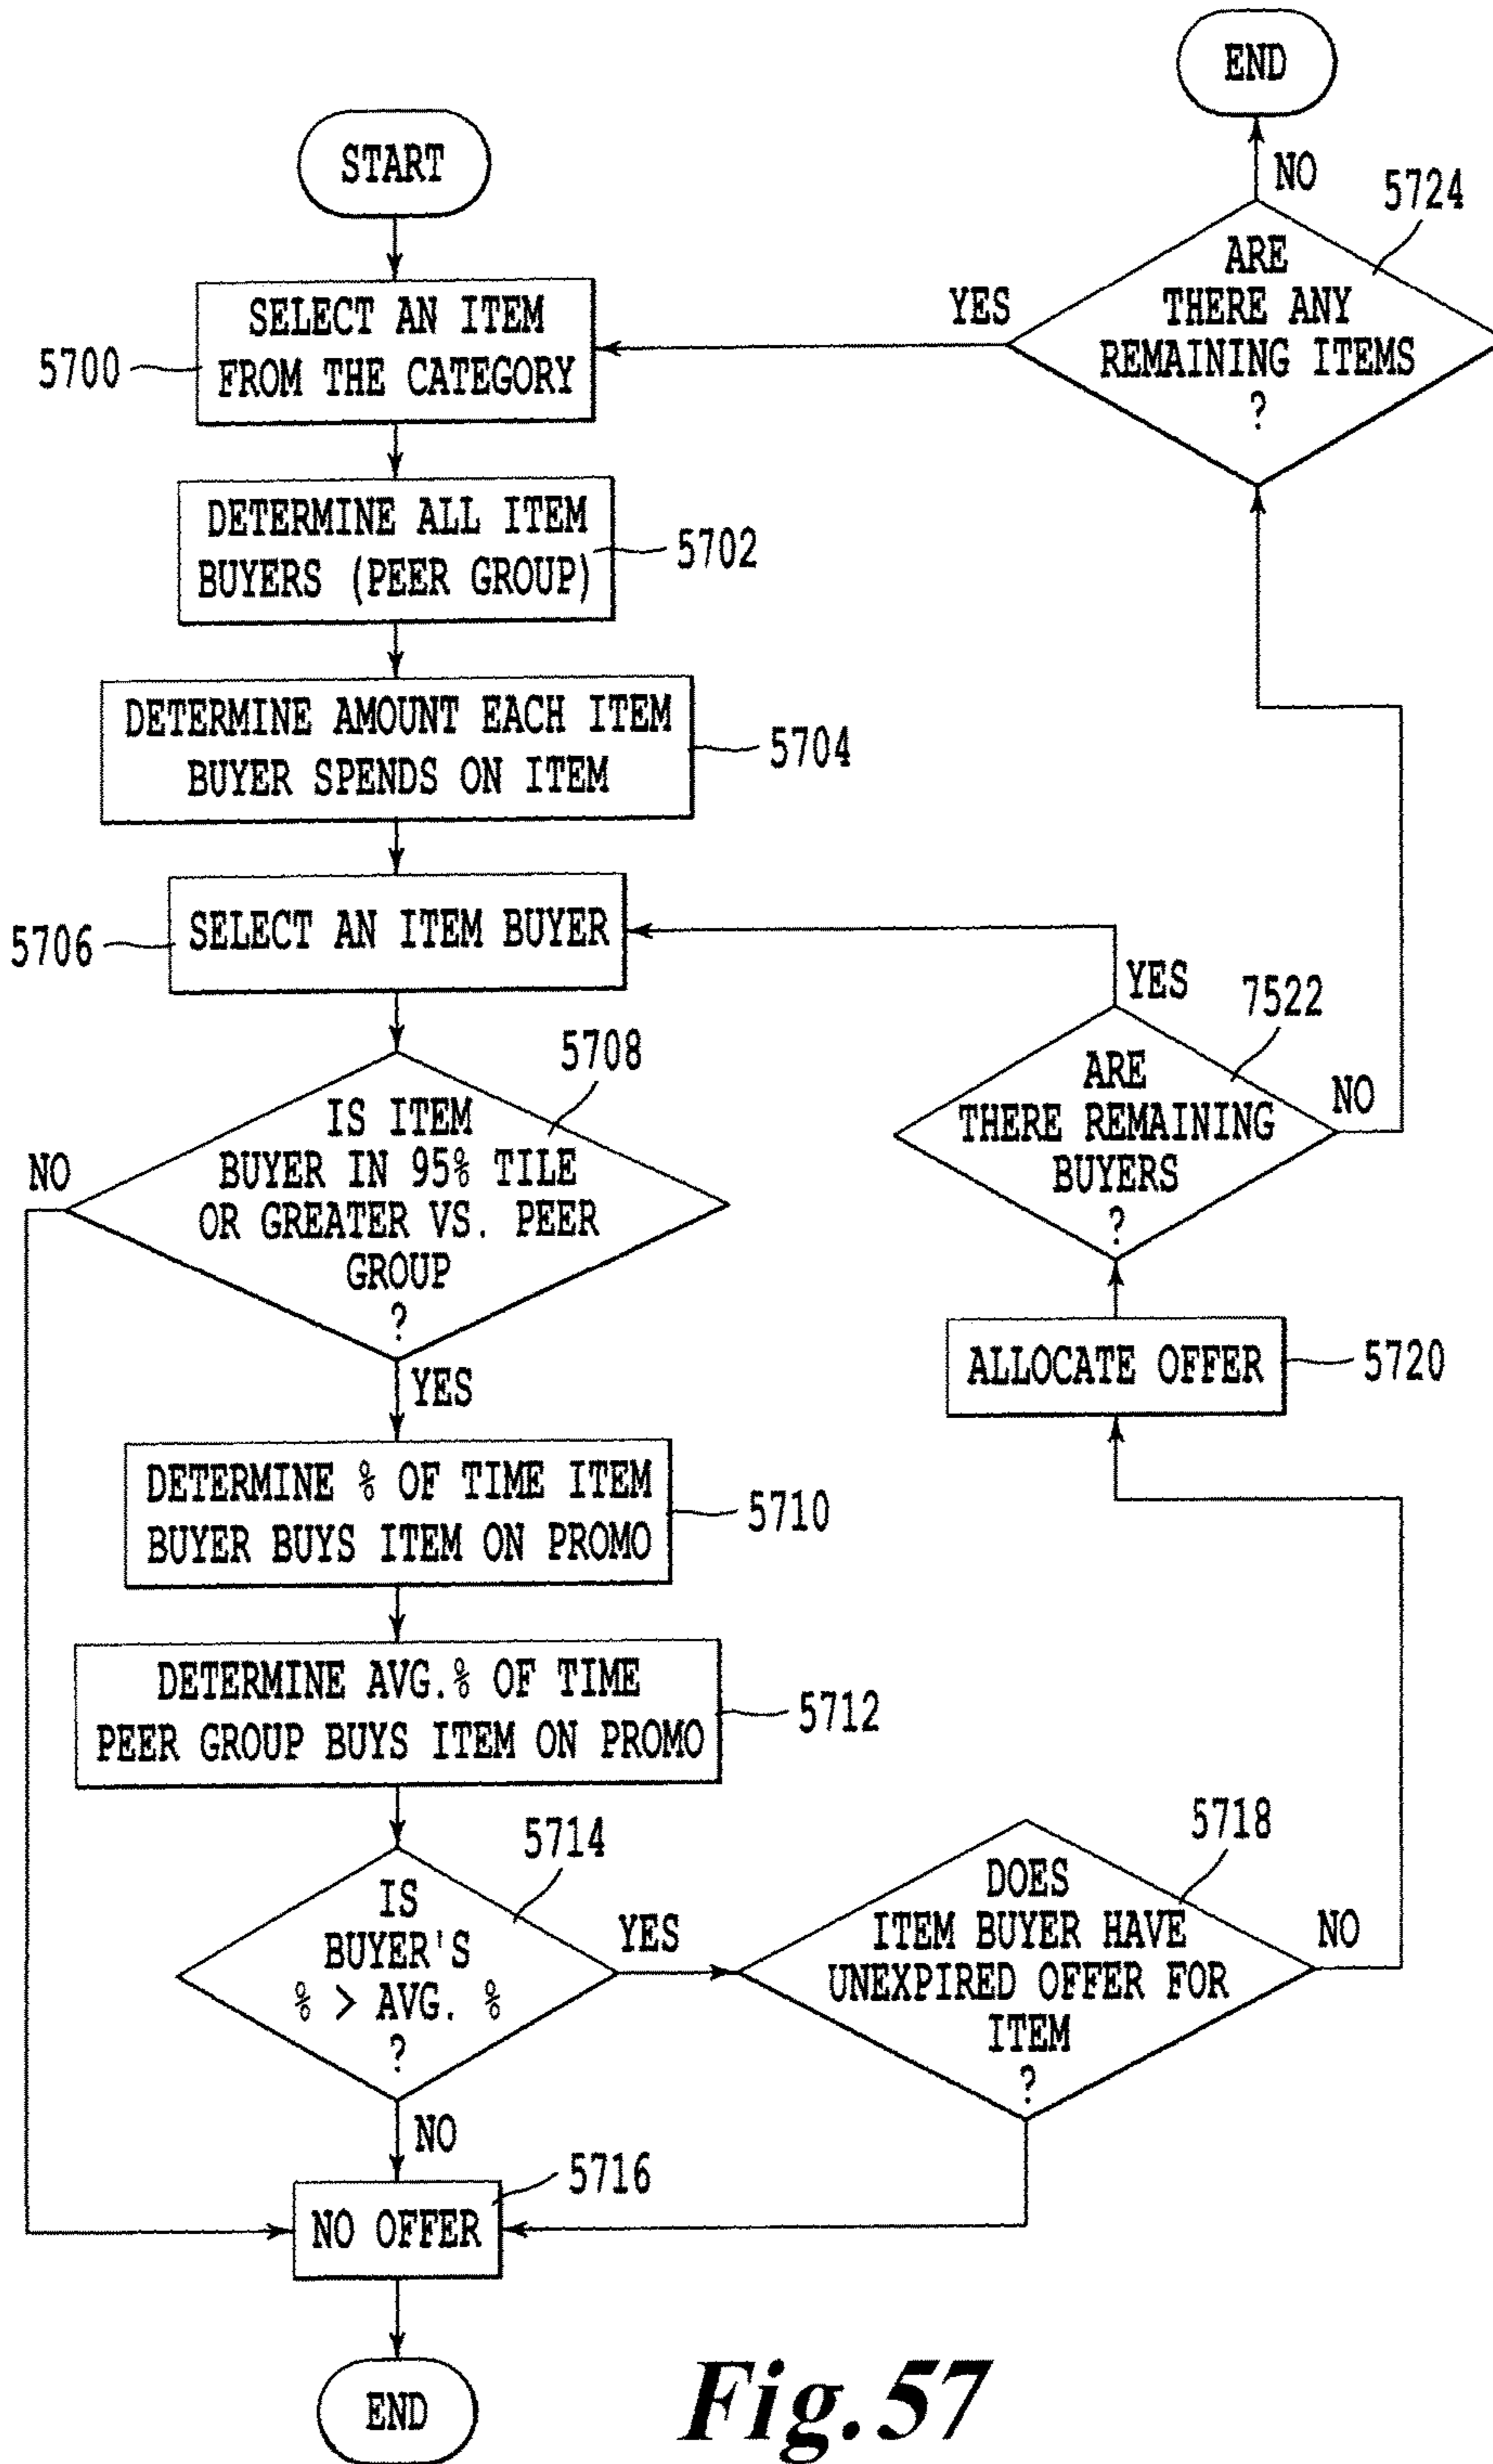 START
SELECT AN ITEM
FROM THE CATEGORY
5700
DETERMINE ALL ITEM
BUYERS (PEER GROUP)
5702
DETERMINE AMOUNT EACH ITEM
BUYER SPENDS ON ITEM
5704
SELECT AN ITEM BUYER
5706
5708
IS ITEM
BUYER IN 95% TILE
OR GREATER VS. PEER
GROUP
?
NO
YES
DETERMINE % OF TIME ITEM
BUYER BUYS ITEM ON PROMO
5710
DETERMINE AVG.% OF TIME
PEER GROUP BUYS ITEM ON PROMO
5712
5714
IS
BUYER'S
% > AVG. %
?
YES
NO
5716
NO OFFER
END
5718
DOES
ITEM BUYER HAVE
UNEXPIRED OFFER FOR
ITEM
?
NO
ALLOCATE OFFER
5720
7522
ARE
THERE REMAINING
BUYERS
?
YES
NO
5724
ARE
THERE ANY
REMAINING ITEMS
?
YES
NO
END
Fig. 57